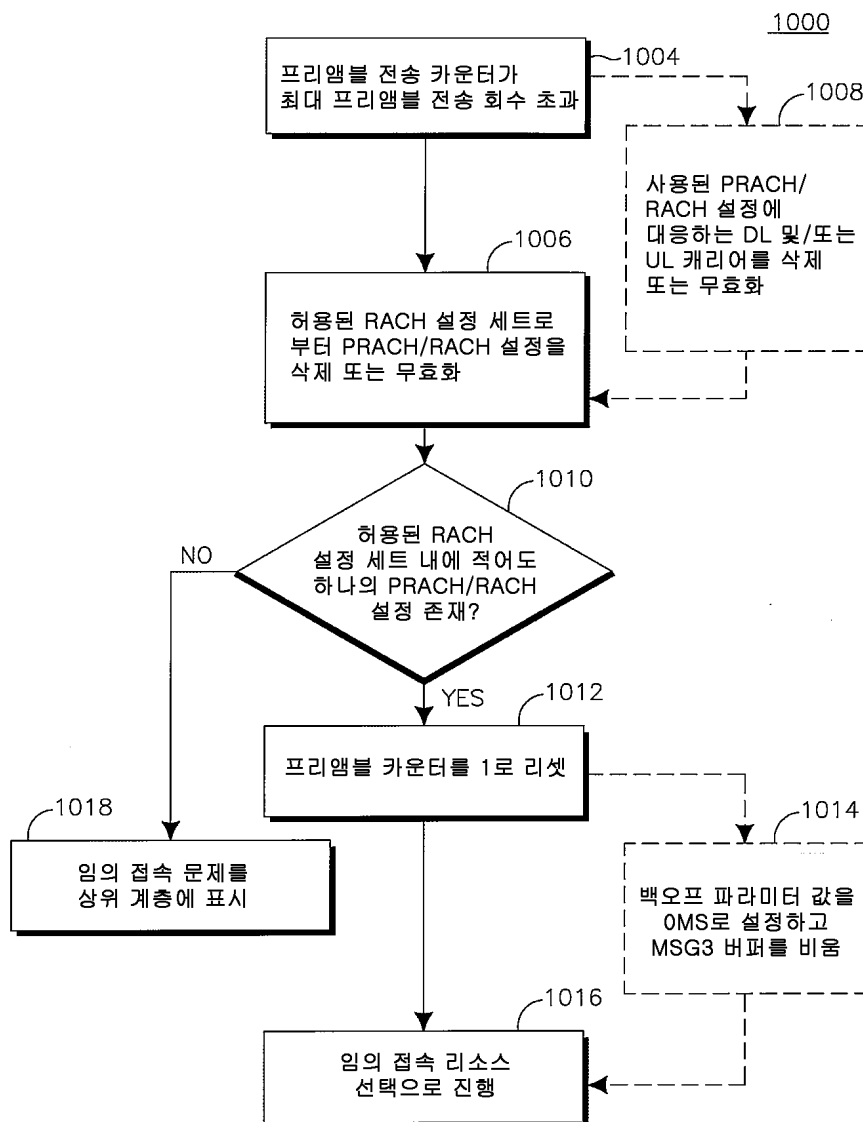 1000
1004
프리앰블 전송 카운터가
최대 프리앰블 전송 회수 초과
1008
사용된 PRACH/
RACH 설정에
대응하는 DL 및/또는
UL 캐리어를 삭제
또는 무효화
1006
허용된 RACH 설정 세트로
부터 PRACH/RACH 설정을
삭제 또는 무효화
1010
허용된 RACH
설정 세트 내에 적어도
하나의 PRACH/RACH
설정 존재?
NO
YES
1012
프리앰블 카운터를 1로 리셋
1018
임의 접속 문제를
상위 계층에 표시
1014
백오프 파라미터 값을
0MS로 설정하고
MSG3 버퍼를 비움
1016
임의 접속 리소스
선택으로 진행